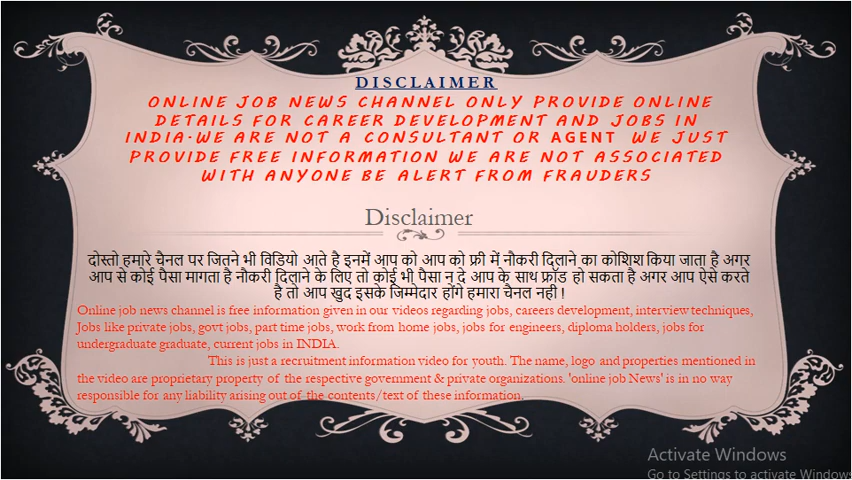 DISCLAIMER
ONLINE JOB NEWS CHANNEL ONLY PROVIDE ONLINE
DETAILS FOR CAREER DEVELOPMENT AND JOBS IN
INDIA.WE ARE NOT A CONSULTANT OR AGENT WE JUST
PROVIDE FREE INFORMATION WE ARE NOT ASSOCIATED
WITH ANYONE BE ALERT FROM FRAUDERS
Disclaimer
दोस्तो हमारे चैनल पर जितने भी विडियो आते है इनमें आप को आप को फ्री में नौकरी दिलाने का कोशिश किया जाता है अगर
आप से कोई पैसा मागता है नौकरी दिलाने के लिए तो कोई भी पैसा न दे आप के साथ फ्रॉड हो सकता है अगर आप ऐसे करते
है तो आप खुद इसके जिम्मेदार होंगे हमारा चैनल नही !
Online job news channel is free information given in our videos regarding jobs, careers development, interview techniques,
Jobs like private jobs, govt jobs, part time jobs, work from home jobs, jobs for engineers, diploma holders, jobs for
undergraduate graduate, current jobs in INDIA.
This is just a recruitment information video for youth. The name, logo and properties mentioned in
the video are proprietary property of the respective government & private organizations. 'online job News' is in no way
responsible for any liability arising out of the contents/text of these information.
Activate Windows
Go to Settings to activate Windows